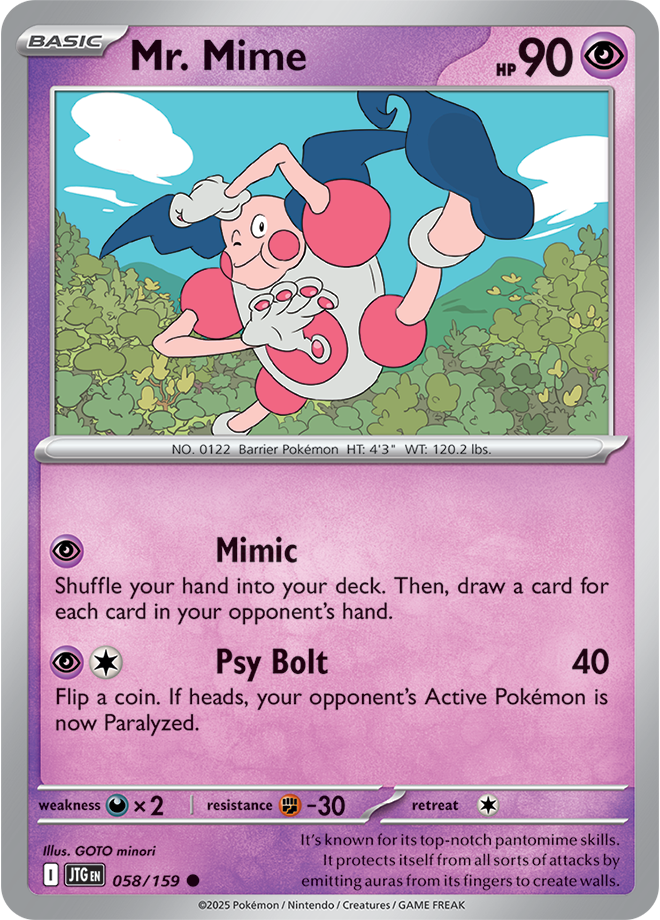 BASIC
Mr. Mime
HP 90
NO. 0122 Barrier Pokémon HT: 4'3" WT: 120.2 lbs.
Mimic
Shuffle your hand into your deck. Then, draw a card for
each card in your opponent's hand.
Psy Bolt 40
Flip a coin. If heads, your opponent's Active Pokémon is
now Paralyzed.
weakness ×2 resistance -30 retreat
Illus. GOTO minori
I JTG EN 058/159
It's known for its top-notch pantomime skills.
It protects itself from all sorts of attacks by
emitting auras from its fingers to create walls.
©2025 Pokémon / Nintendo / Creatures / GAME FREAK